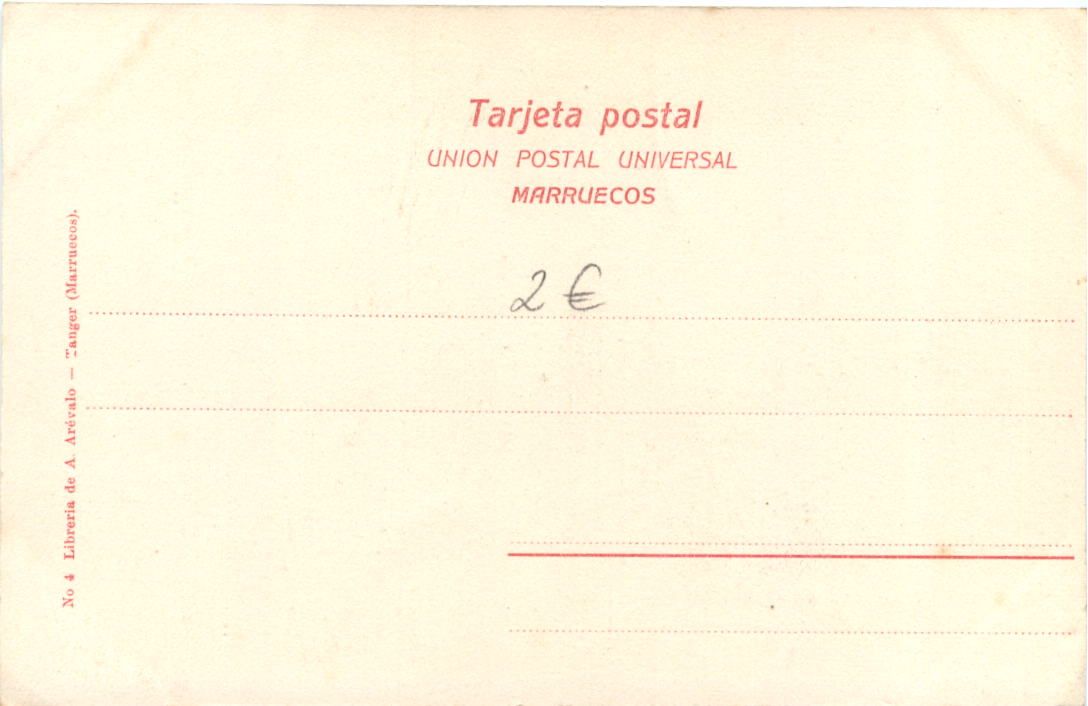 Tarjeta postal
UNION POSTAL UNIVERSAL
MARRUECOS
2 €
No 4 Libreria de A. Arévalo — Tanger (Marruecos).